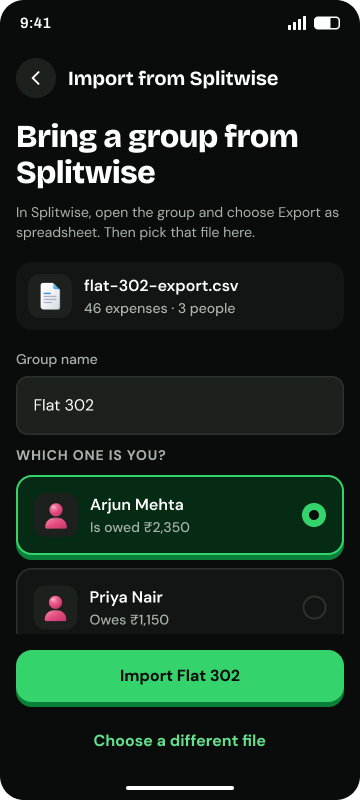 9:41
Import from Splitwise
Bring a group from
Splitwise
In Splitwise, open the group and choose Export as
spreadsheet. Then pick that file here.
flat-302-export.csv
46 expenses · 3 people
Group name
Flat 302
WHICH ONE IS YOU?
Arjun Mehta
Is owed ₹2,350
Priya Nair
Owes ₹1,150
Import Flat 302
Choose a different file